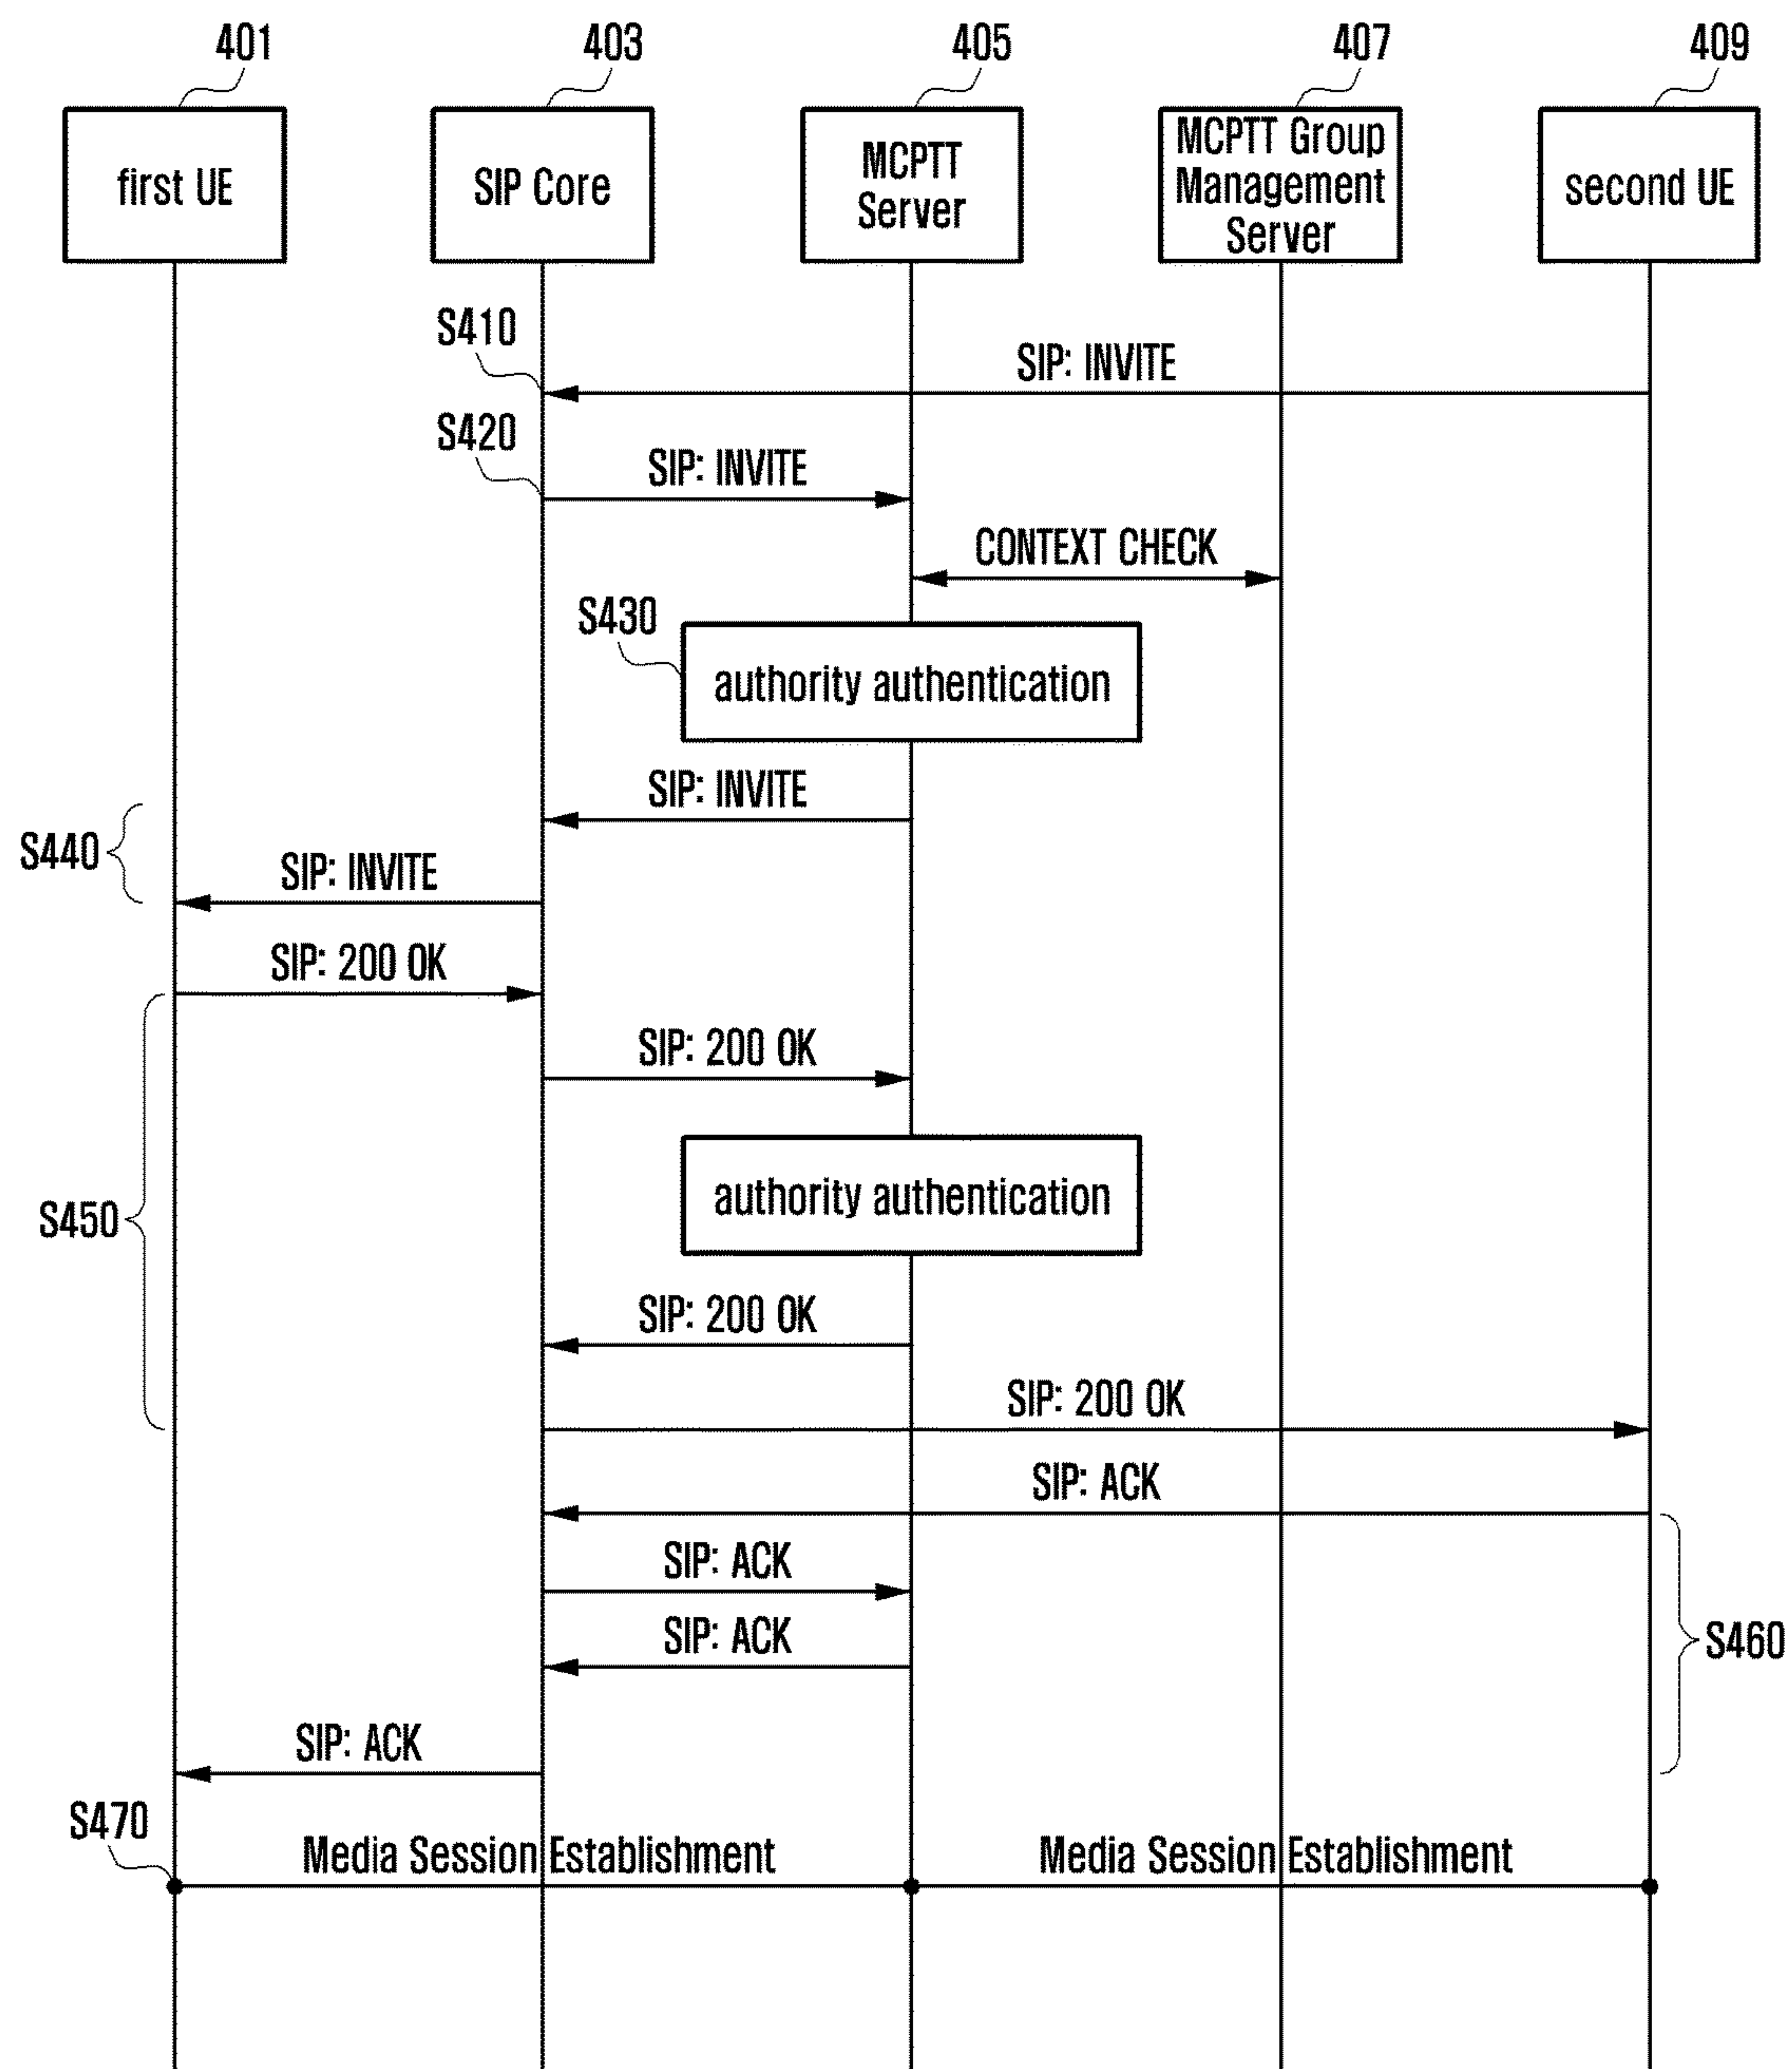 401
403
405
407
409
first UE
SIP Core
MCPTT
Server
MCPTT Group
Management
Server
second UE
S410
SIP: INVITE
S420
SIP: INVITE
CONTEXT CHECK
S430
authority authentication
SIP: INVITE
S440
SIP: INVITE
SIP: 200 OK
SIP: 200 OK
authority authentication
S450
SIP: 200 OK
SIP: 200 OK
SIP: ACK
SIP: ACK
SIP: ACK
S460
SIP: ACK
S470
Media Session Establishment
Media Session Establishment